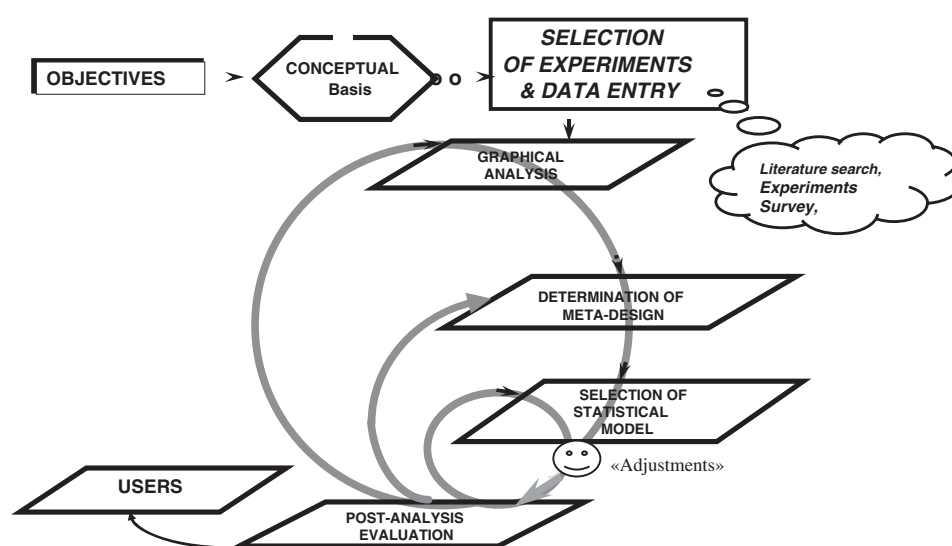 OBJECTIVES
CONCEPTUAL
Basis
SELECTION
OF EXPERIMENTS
& DATA ENTRY
Literature search,
Experiments
Survey,
GRAPHICAL
ANALYSIS
DETERMINATION OF
META-DESIGN
SELECTION OF
STATISTICAL
MODEL
«Adjustments»
USERS
POST-ANALYSIS
EVALUATION